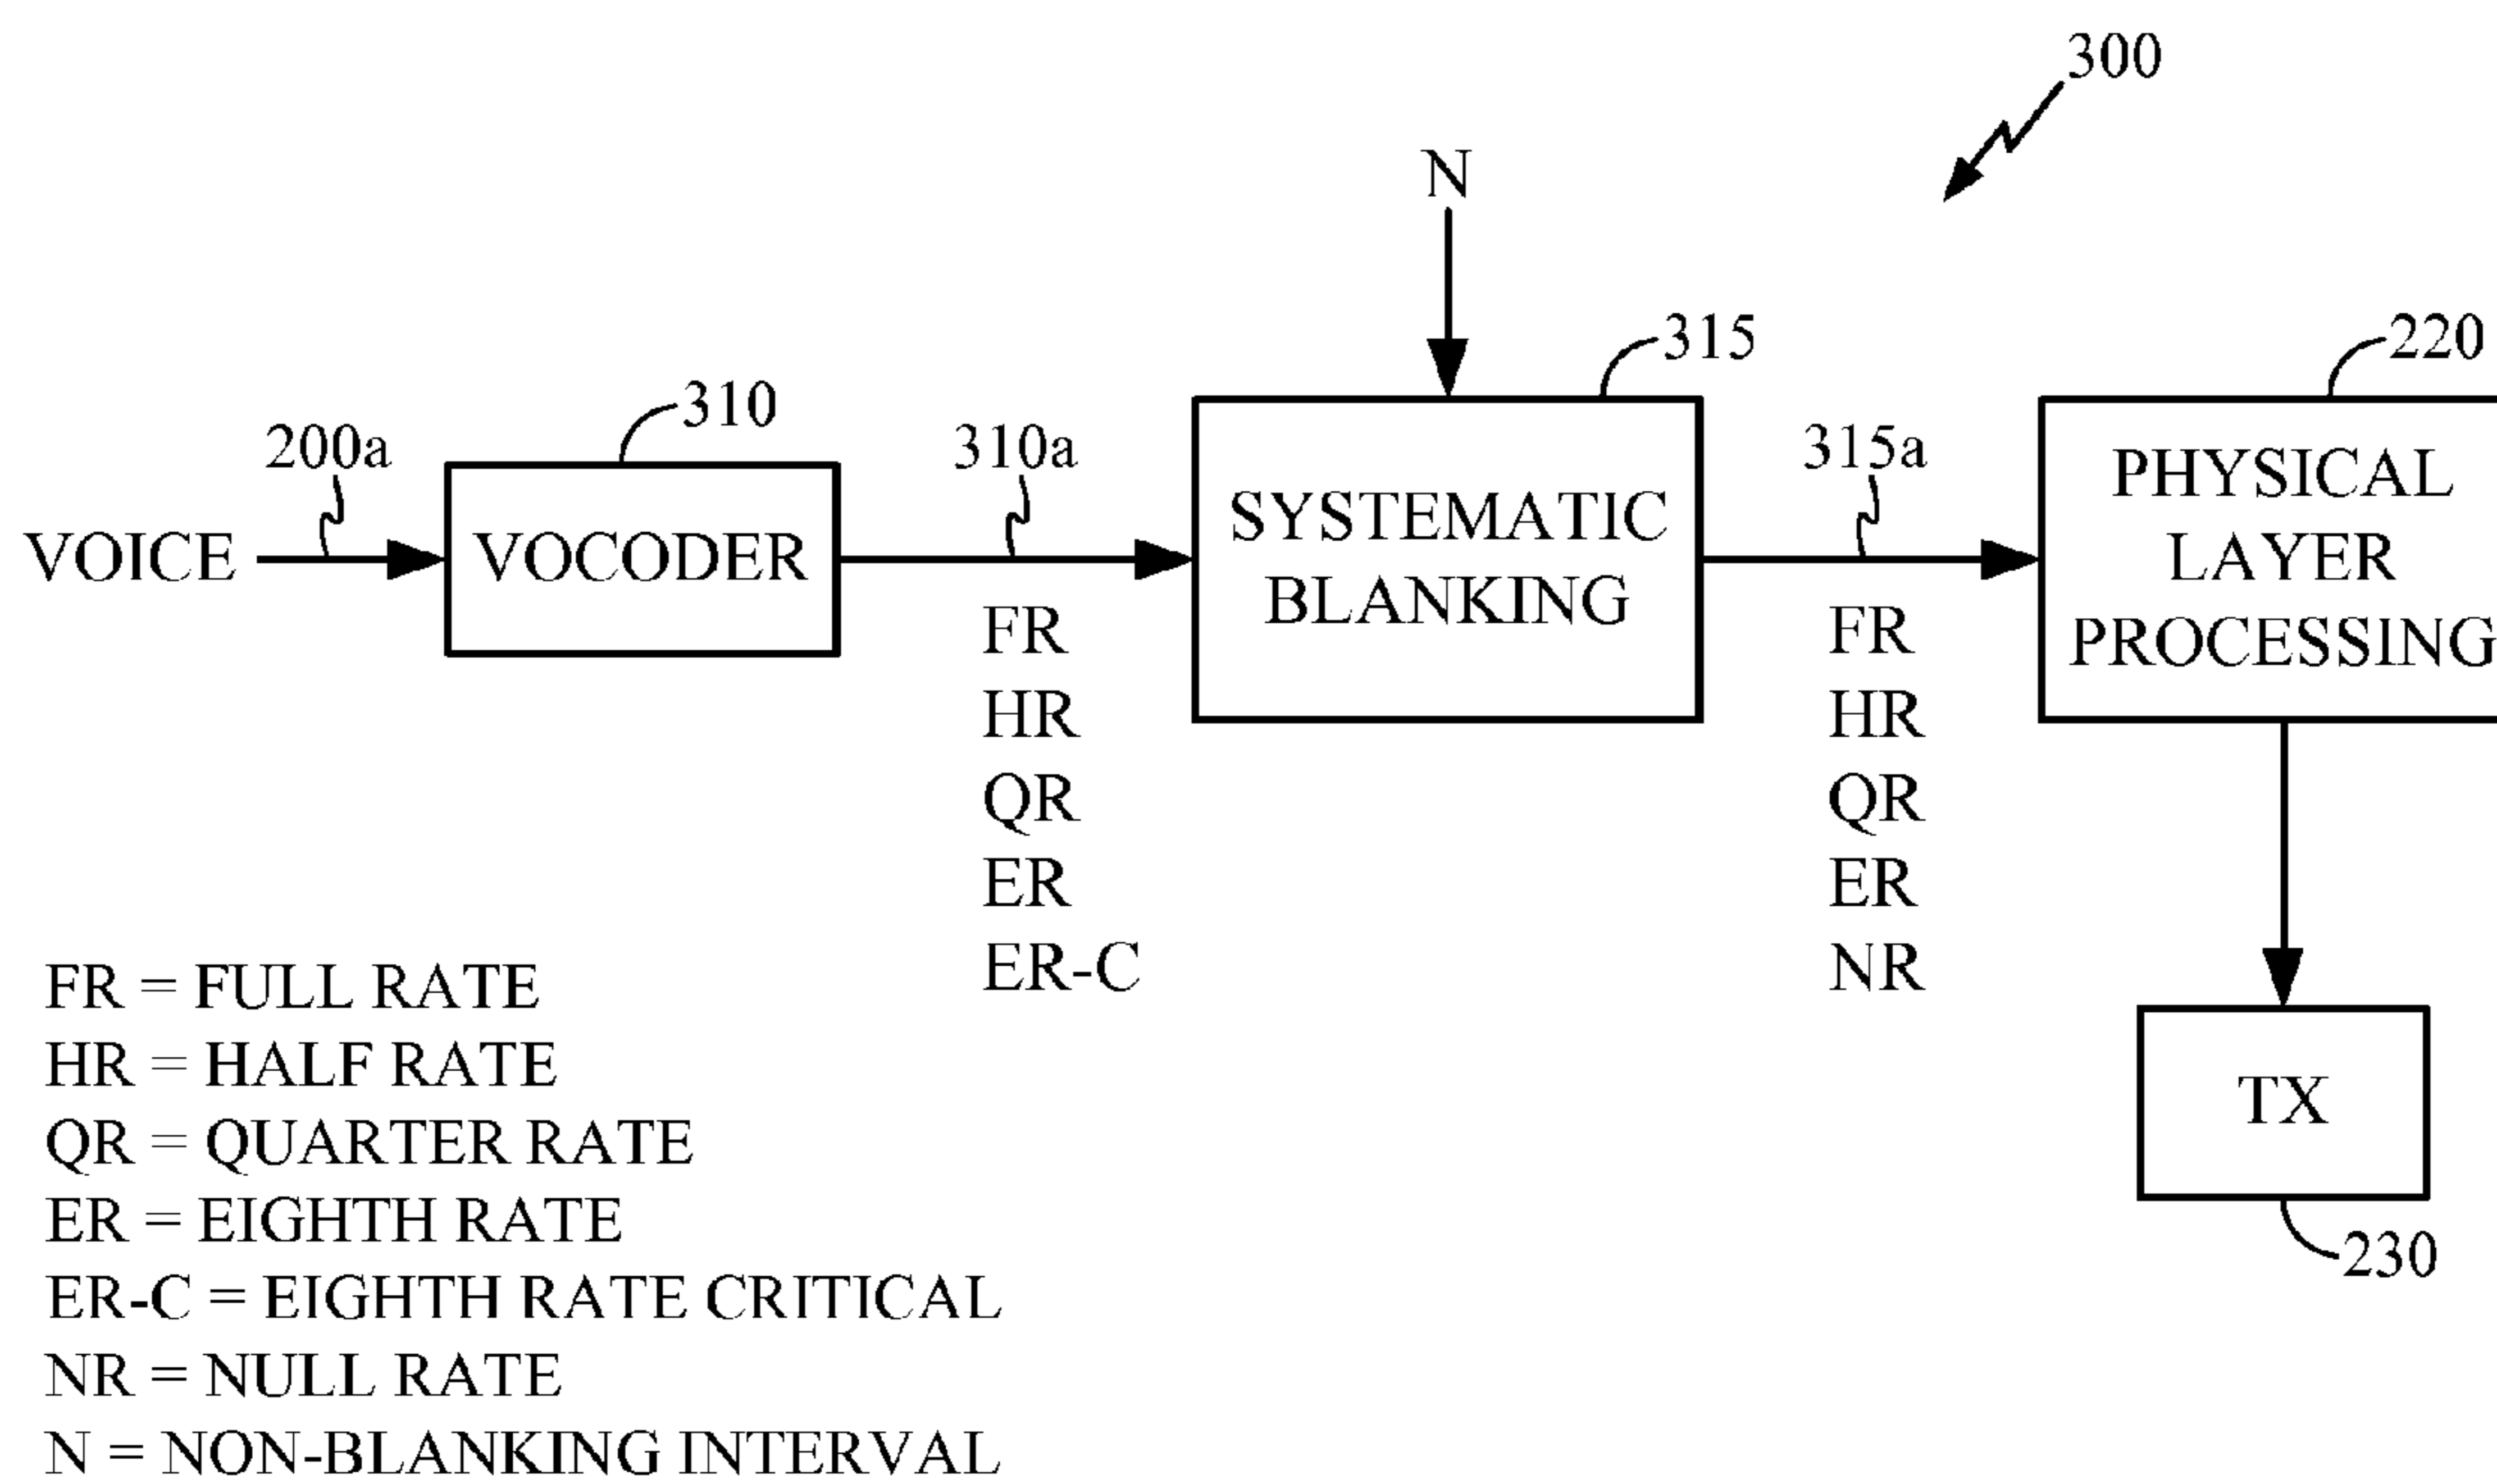 300
N
315
220
310
200a
310a
315a
VOICE
VOCODER
SYSTEMATIC
BLANKING
PHYSICAL
LAYER
PROCESSING
FR
HR
QR
ER
ER-C
FR
HR
QR
ER
NR
TX
230
FR = FULL RATE
HR = HALF RATE
QR = QUARTER RATE
ER = EIGHTH RATE
ER-C = EIGHTH RATE CRITICAL
NR = NULL RATE
N = NON-BLANKING INTERVAL